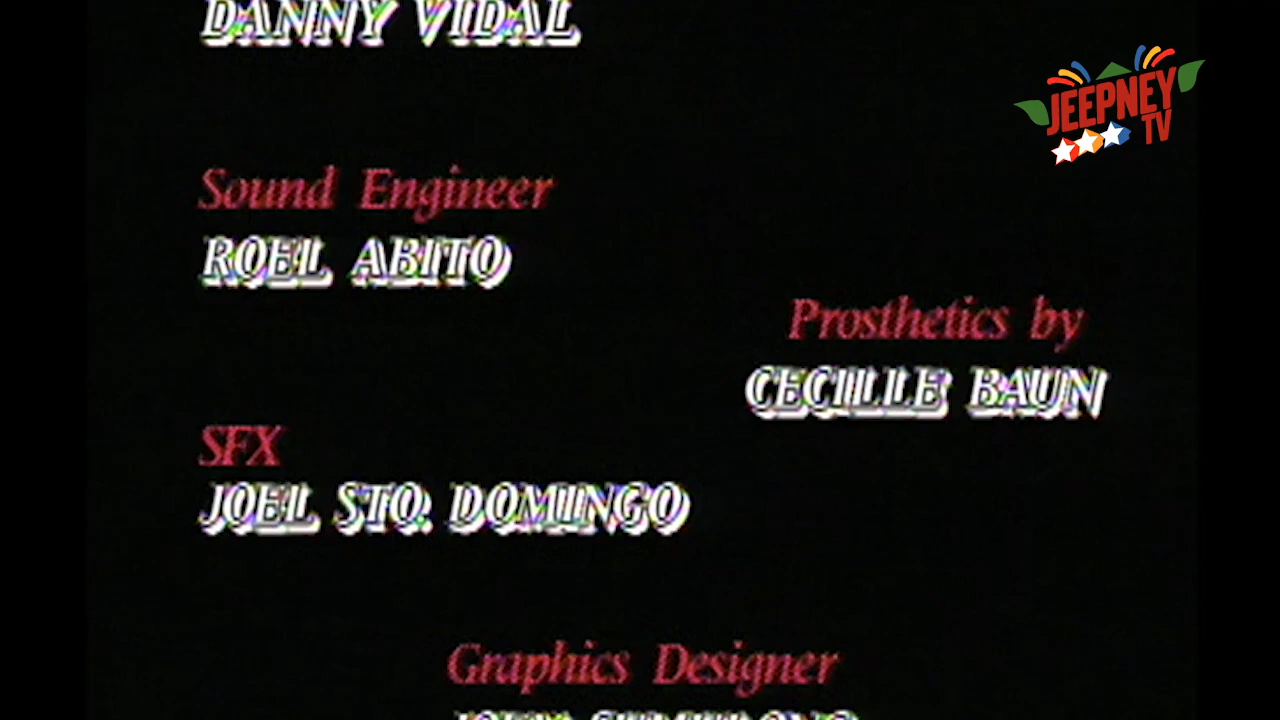 DANNY VIDAL
JEEPNEY
TV
Sound Engineer
ROEL ABITO
Prosthetics by
CECILLE BAUN
SFX
JOEL STO. DOMINGO
Graphics Designer